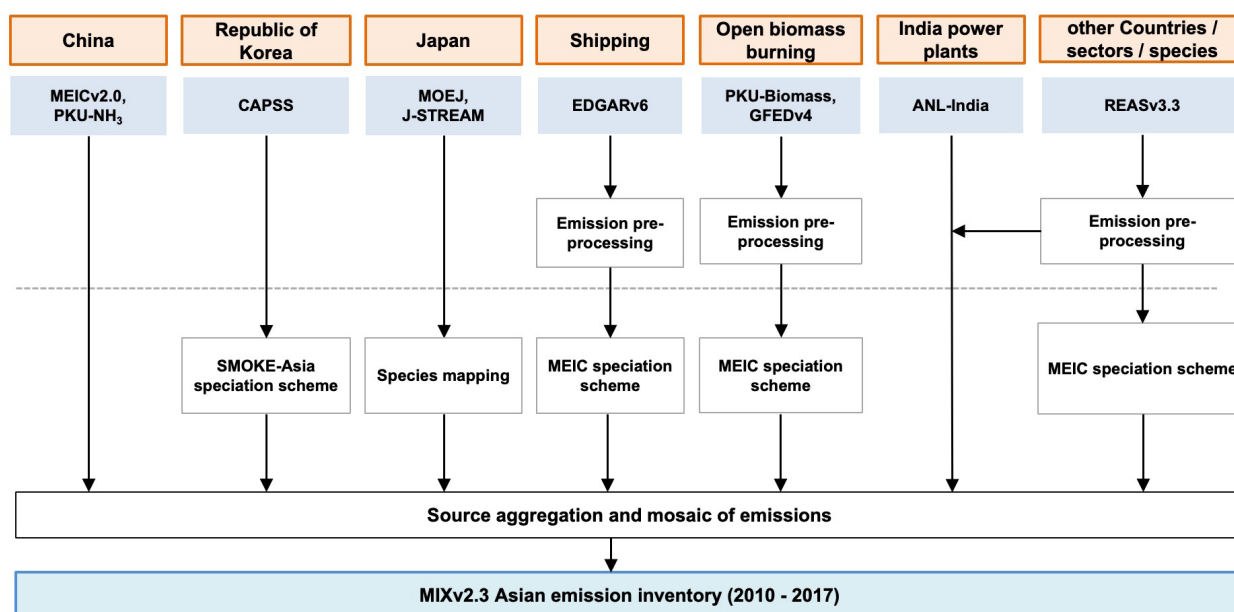 China
Republic of
Korea
Japan
Shipping
Open biomass
burning
India power
plants
other Countries /
sectors / species
MEICv2.0,
PKU-NH₃
CAPSS
MOEJ,
J-STREAM
EDGARv6
PKU-Biomass,
GFEDv4
ANL-India
REASv3.3
Emission pre-
processing
Emission pre-
processing
Emission pre-
processing
SMOKE-Asia
speciation scheme
Species mapping
MEIC speciation
scheme
MEIC speciation
scheme
MEIC speciation scheme
Source aggregation and mosaic of emissions
MIXv2.3 Asian emission inventory (2010 - 2017)